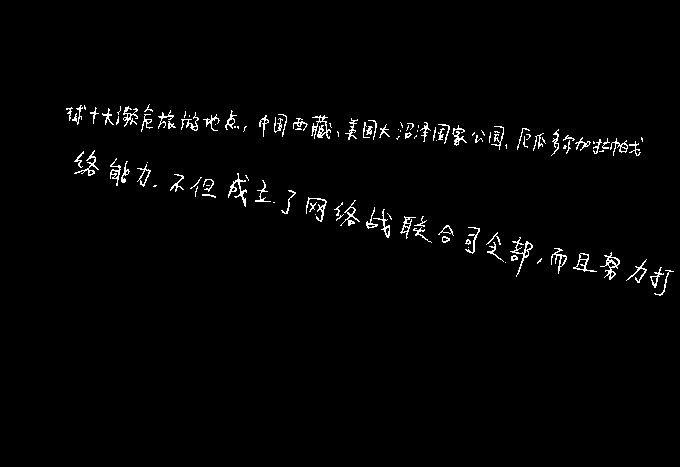 球十大濒危旅游地点，中国西藏、美国大沼泽国家公园、厄瓜多尔加拉帕戈
络能力．不但成立了网络战联合司令部，而且努力打